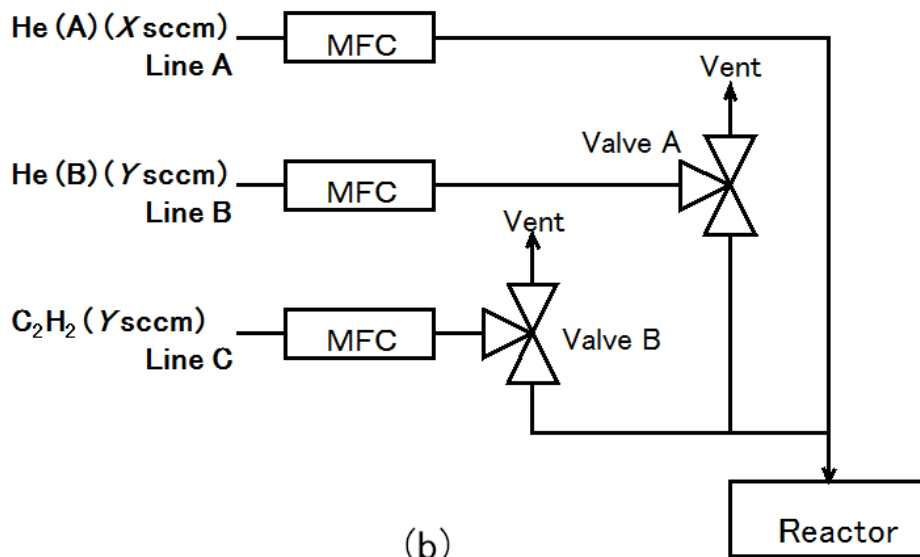 He (A) (X sccm)
Line A
MFC
Vent
Valve A
He (B) (Y sccm)
Line B
MFC
Vent
C₂H₂ (Y sccm)
Line C
MFC
Valve B
Reactor
(b)